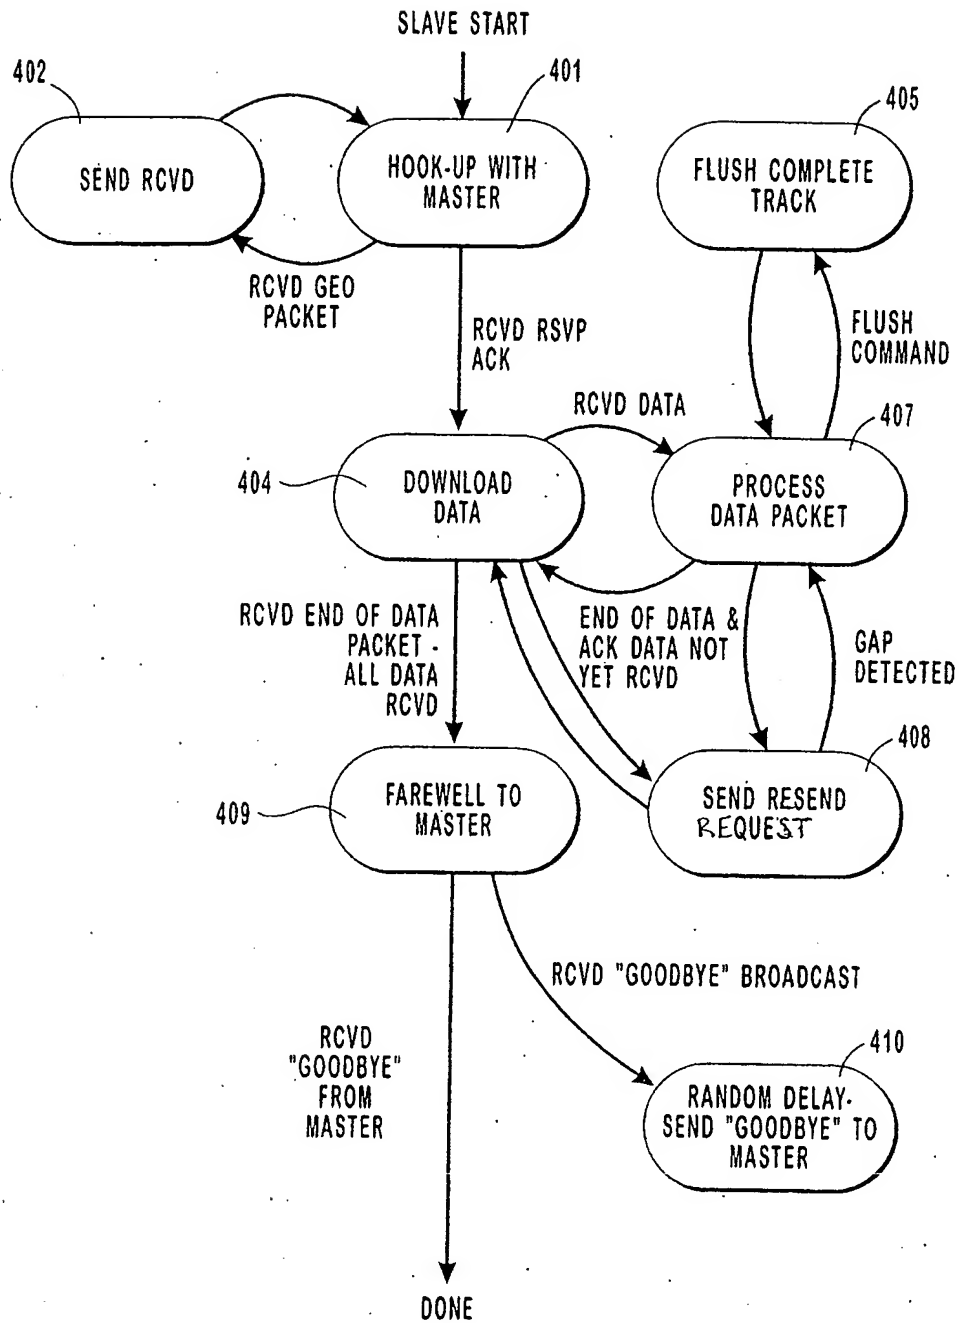 SLAVE START
402
401
405
SEND RCVD
HOOK-UP WITH
MASTER
FLUSH COMPLETE
TRACK
RCVD GEO
PACKET
RCVD RSVP
ACK
FLUSH
COMMAND
RCVD DATA
407
404
DOWNLOAD
DATA
PROCESS
DATA PACKET
RCVD END OF DATA
PACKET -
ALL DATA
RCVD
END OF DATA &
ACK DATA NOT
YET RCVD
GAP
DETECTED
408
409
FAREWELL TO
MASTER
SEND RESEND
REQUEST
RCVD "GOODBYE" BROADCAST
RCVD
"GOODBYE"
FROM
MASTER
410
RANDOM DELAY-
SEND "GOODBYE" TO
MASTER
DONE